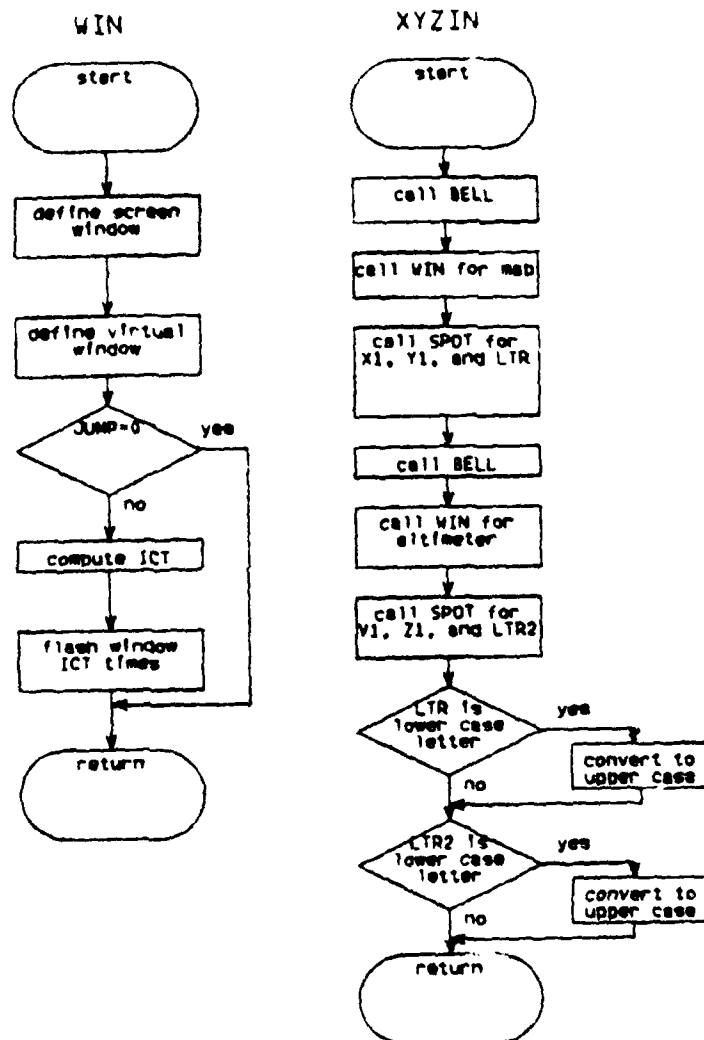 WIN
start
define screen
window
define virtual
window
JUMP=0
yes
no
compute ICT
flash window
ICT times
return
XYZIN
start
call BELL
call WIN for map
call SPOT for
X1, Y1, and LTR
call BELL
call WIN for
altimeter
call SPOT for
V1, Z1, and LTR2
LTR is
lower case
letter
yes
convert to
upper case
no
LTR2 is
lower case
letter
yes
convert to
upper case
no
return